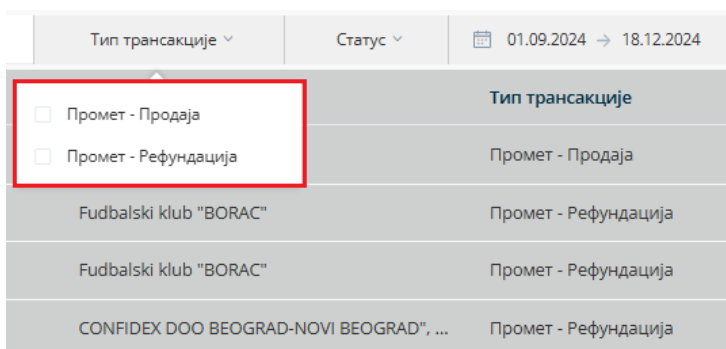 Тип трансакције Статус 01.09.2024 → 18.12.2024
Тип трансакције
Промет - Продаја
Промет - Продаја
Промет - Рефундација
Fudbalski klub "BORAC" Промет - Рефундација
Fudbalski klub "BORAC" Промет - Рефундација
CONFIDEX DOO BEOGRAD-NOVI BEOGRAD", ... Промет - Рефундација